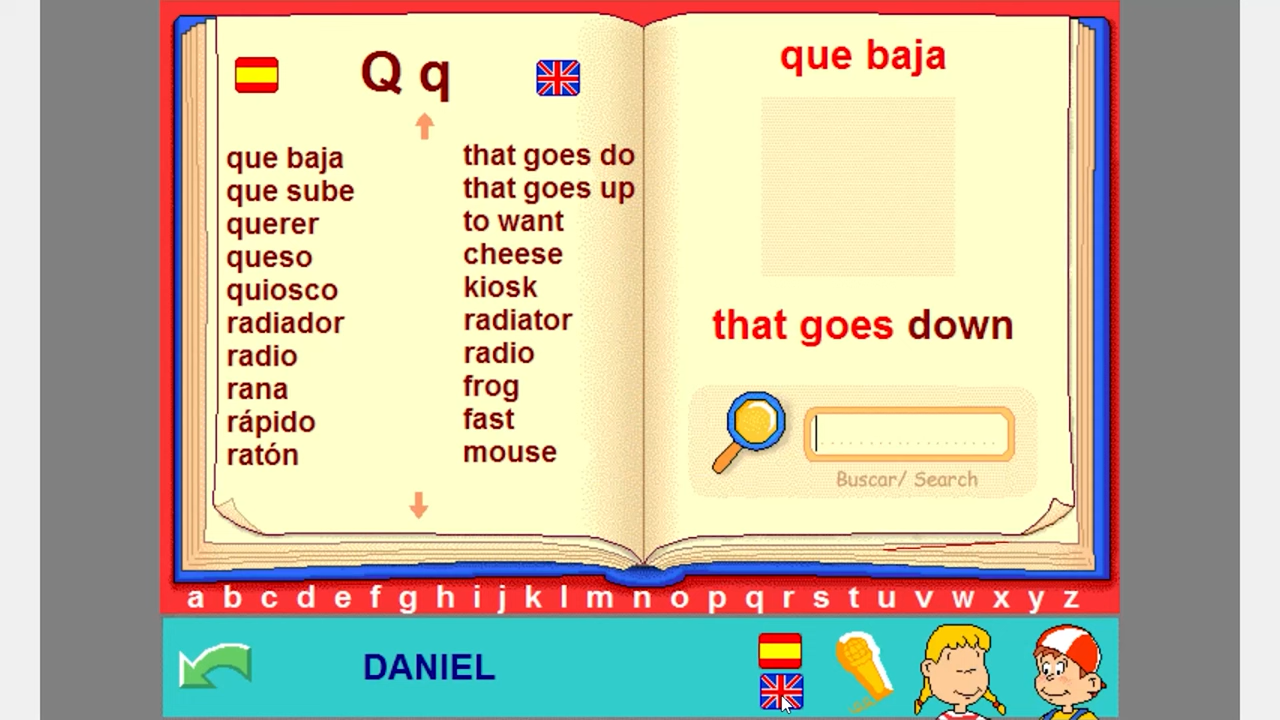 Q q
que baja that goes do
que sube that goes up
querer to want
queso cheese
quiosco kiosk
radiador radiator
radio radio
rana frog
rápido fast
ratón mouse
que baja
that goes down
Buscar/ Search
a b c d e f g h i j k l m n o p q r s t u v w x y z
DANIEL